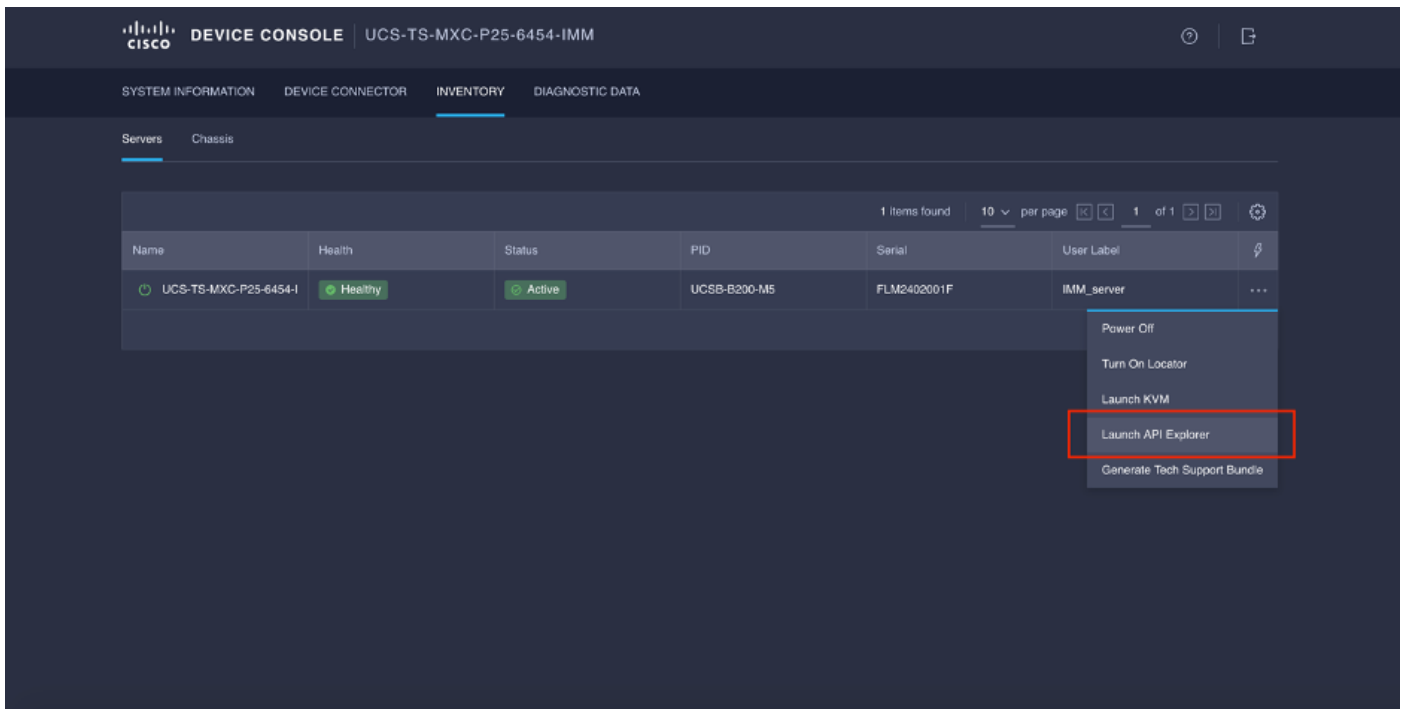 CISCO DEVICE CONSOLE UCS-TS-MXC-P25-6454-IMM
SYSTEM INFORMATION DEVICE CONNECTOR INVENTORY DIAGNOSTIC DATA
Servers Chassis
1 items found 10 per page 1 of 1
Name Health Status PID Serial User Label
UCS-TS-MXC-P25-6454-I Healthy Active UCSB-B200-M5 FLM2402001F IMM_server ...
Power Off
Turn On Locator
Launch KVM
Launch API Explorer
Generate Tech Support Bundle